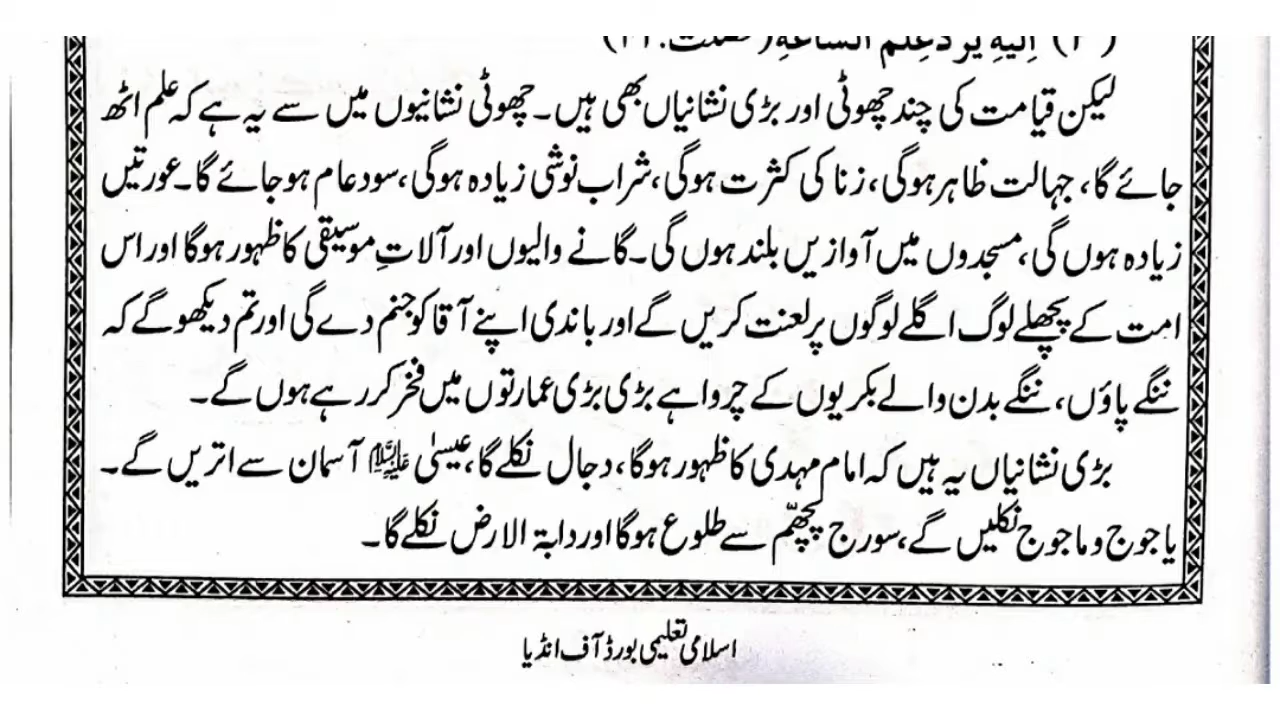 اِلَيْهِ يُرَدُّ عِلْمُ السَّاعَةِ
لیکن قیامت کی چند چھوٹی اور بڑی نشانیاں بھی ہیں۔ چھوٹی نشانیوں میں سے یہ ہے کہ علم اٹھ
جائے گا، جہالت ظاہر ہوگی، زنا کی کثرت ہوگی، شراب نوشی زیادہ ہوگی، سود عام ہوجائے گا۔ عورتیں
زیادہ ہوں گی، مسجدوں میں آوازیں بلند ہوں گی۔ گانے والیوں اور آلاتِ موسیقی کا ظہور ہوگا اور اس
امت کے پچھلے لوگ اگلے لوگوں پر لعنت کریں گے اور باندی اپنے آقا کو جنم دے گی اور تم دیکھو گے کہ
ننگے پاؤں، ننگے بدن والے بکریوں کے چرواہے بڑی بڑی عمارتوں میں فخر کر رہے ہوں گے۔
بڑی نشانیاں یہ ہیں کہ امام مہدی کا ظہور ہوگا، دجال نکلے گا، عیسیٰ علیہ السلام آسمان سے اتریں گے۔
یاجوج و ماجوج نکلیں گے، سورج پچھّم سے طلوع ہوگا اور دابۃ الارض نکلے گا۔
اسلامی تعلیمی بورڈ آف انڈیا